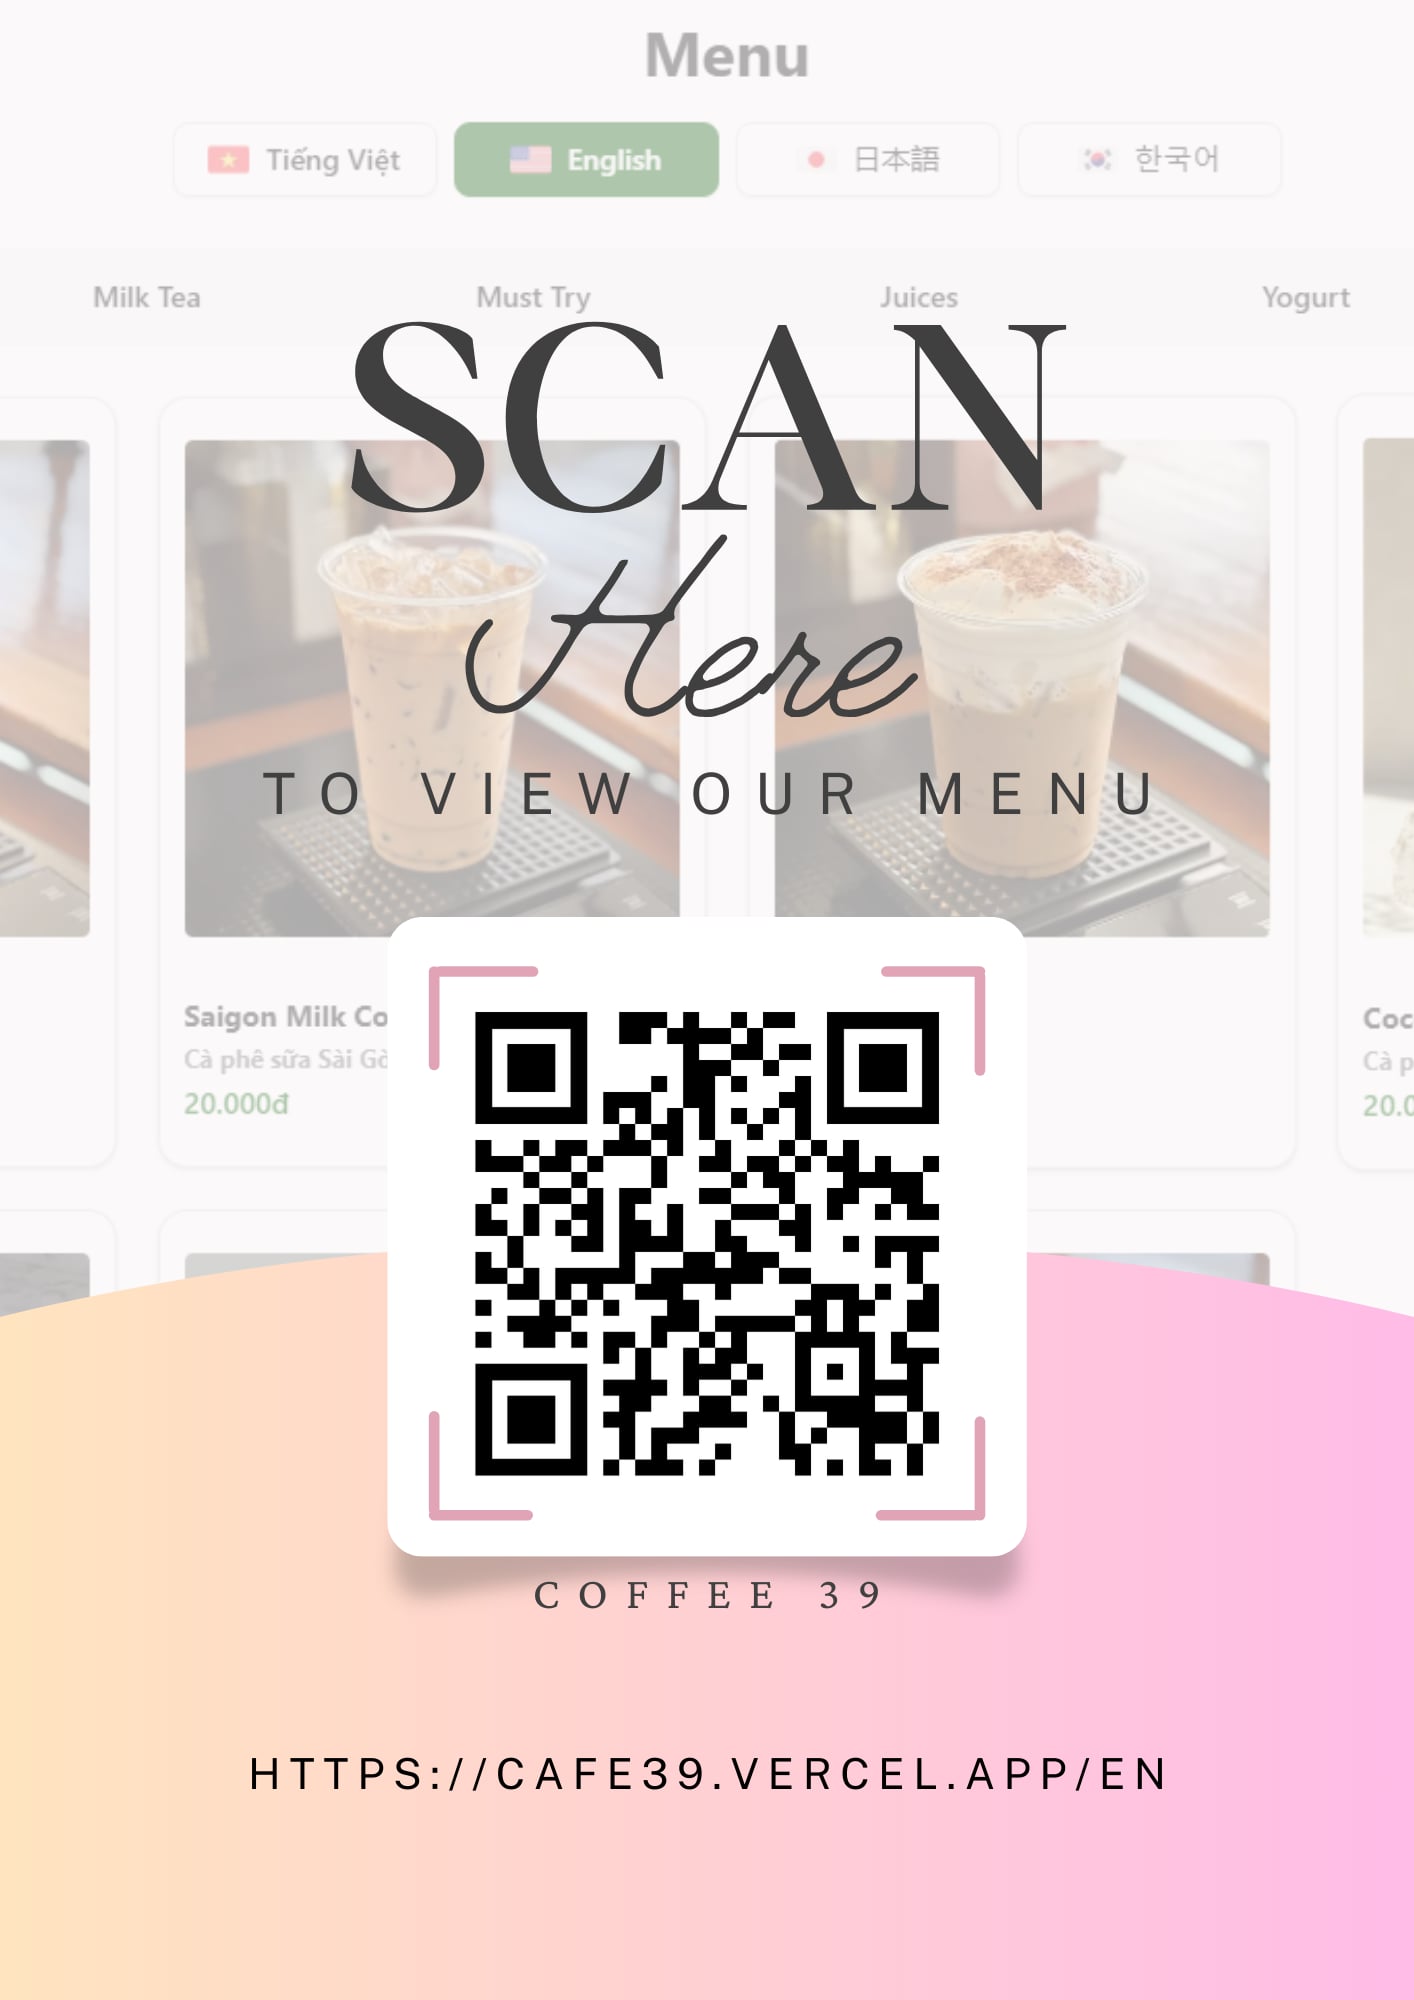 Menu
Tiếng Việt English 日本語 한국어
Milk Tea Must Try Juices Yogurt
SCAN
Here
TO VIEW OUR MENU
Saigon Milk Co
Cà phê sữa Sài Gò
20.000đ
Coc
Cà p
20.0
COFFEE 39
HTTPS://CAFE39.VERCEL.APP/EN